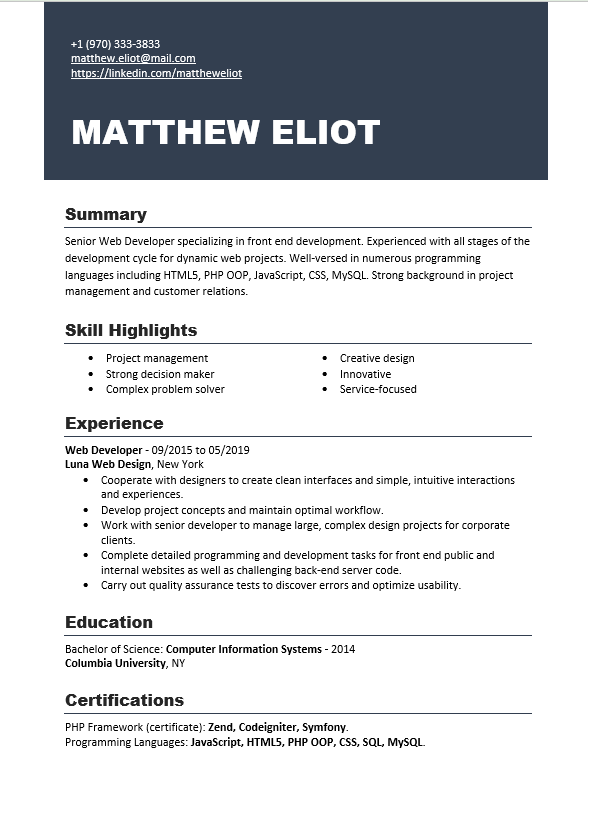 +1 (970) 333-3833
matthew.eliot@mail.com
https://linkedin.com/mattheweliot
MATTHEW ELIOT
Summary
Senior Web Developer specializing in front end development. Experienced with all stages of the
development cycle for dynamic web projects. Well-versed in numerous programming
languages including HTML5, PHP OOP, JavaScript, CSS, MySQL. Strong background in project
management and customer relations.
Skill Highlights
• Project management
• Strong decision maker
• Complex problem solver
• Creative design
• Innovative
• Service-focused
Experience
Web Developer - 09/2015 to 05/2019
Luna Web Design, New York
• Cooperate with designers to create clean interfaces and simple, intuitive interactions
and experiences.
• Develop project concepts and maintain optimal workflow.
• Work with senior developer to manage large, complex design projects for corporate
clients.
• Complete detailed programming and development tasks for front end public and
internal websites as well as challenging back-end server code.
• Carry out quality assurance tests to discover errors and optimize usability.
Education
Bachelor of Science: Computer Information Systems - 2014
Columbia University, NY
Certifications
PHP Framework (certificate): Zend, Codeigniter, Symfony.
Programming Languages: JavaScript, HTML5, PHP OOP, CSS, SQL, MySQL.